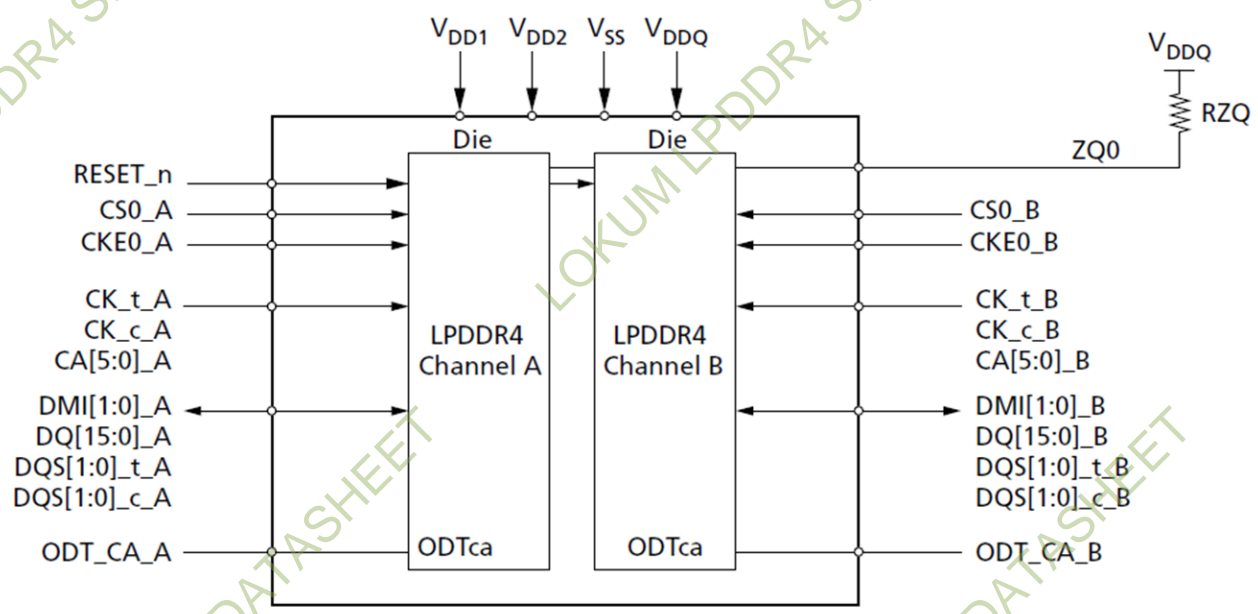 VDD1 VDD2 VSS VDDQ
VDDQ
RZQ
ZQ0
Die Die
RESET_n
CS0_A
CKE0_A
CK_t_A
CK_c_A
CA[5:0]_A
DMI[1:0]_A
DQ[15:0]_A
DQS[1:0]_t_A
DQS[1:0]_c_A
ODT_CA_A
LPDDR4
Channel A
ODTca
LPDDR4
Channel B
ODTca
CS0_B
CKE0_B
CK_t_B
CK_c_B
CA[5:0]_B
DMI[1:0]_B
DQ[15:0]_B
DQS[1:0]_t_B
DQS[1:0]_c_B
ODT_CA_B
LOKUM LPDDR4
DATASHEET
DATASHEET